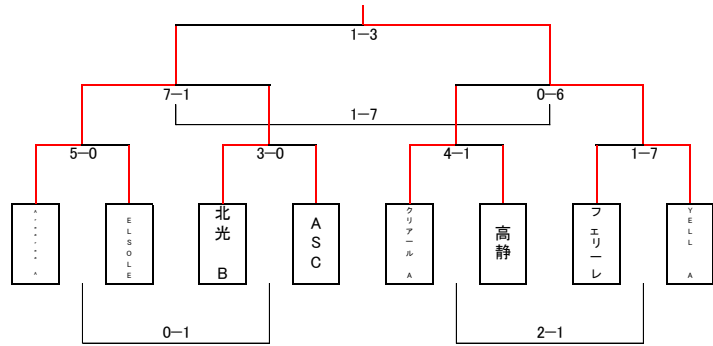 1ー3
7ー1
0ー6
1ー7
5ー0
3ー0
4ー1
1ー7
ELSOLE
北光 B
ASC
クリアール A
高静
フェリーレ
YELL A
0ー1
2ー1